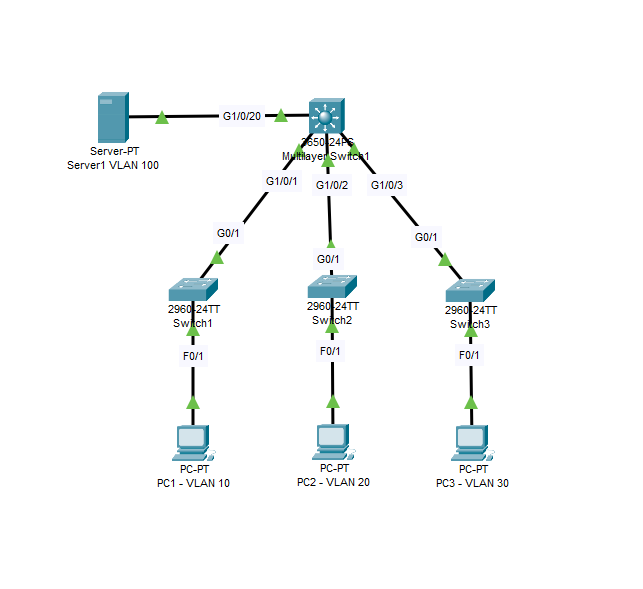 G1/0/20
Server-PT
Server1 VLAN 100
3650-24PS
Multilayer Switch1
G1/0/1
G1/0/2
G1/0/3
G0/1
G0/1
G0/1
2960-24TT
Switch1
2960-24TT
Switch2
2960-24TT
Switch3
F0/1
F0/1
F0/1
PC-PT
PC1 - VLAN 10
PC-PT
PC2 - VLAN 20
PC-PT
PC3 - VLAN 30